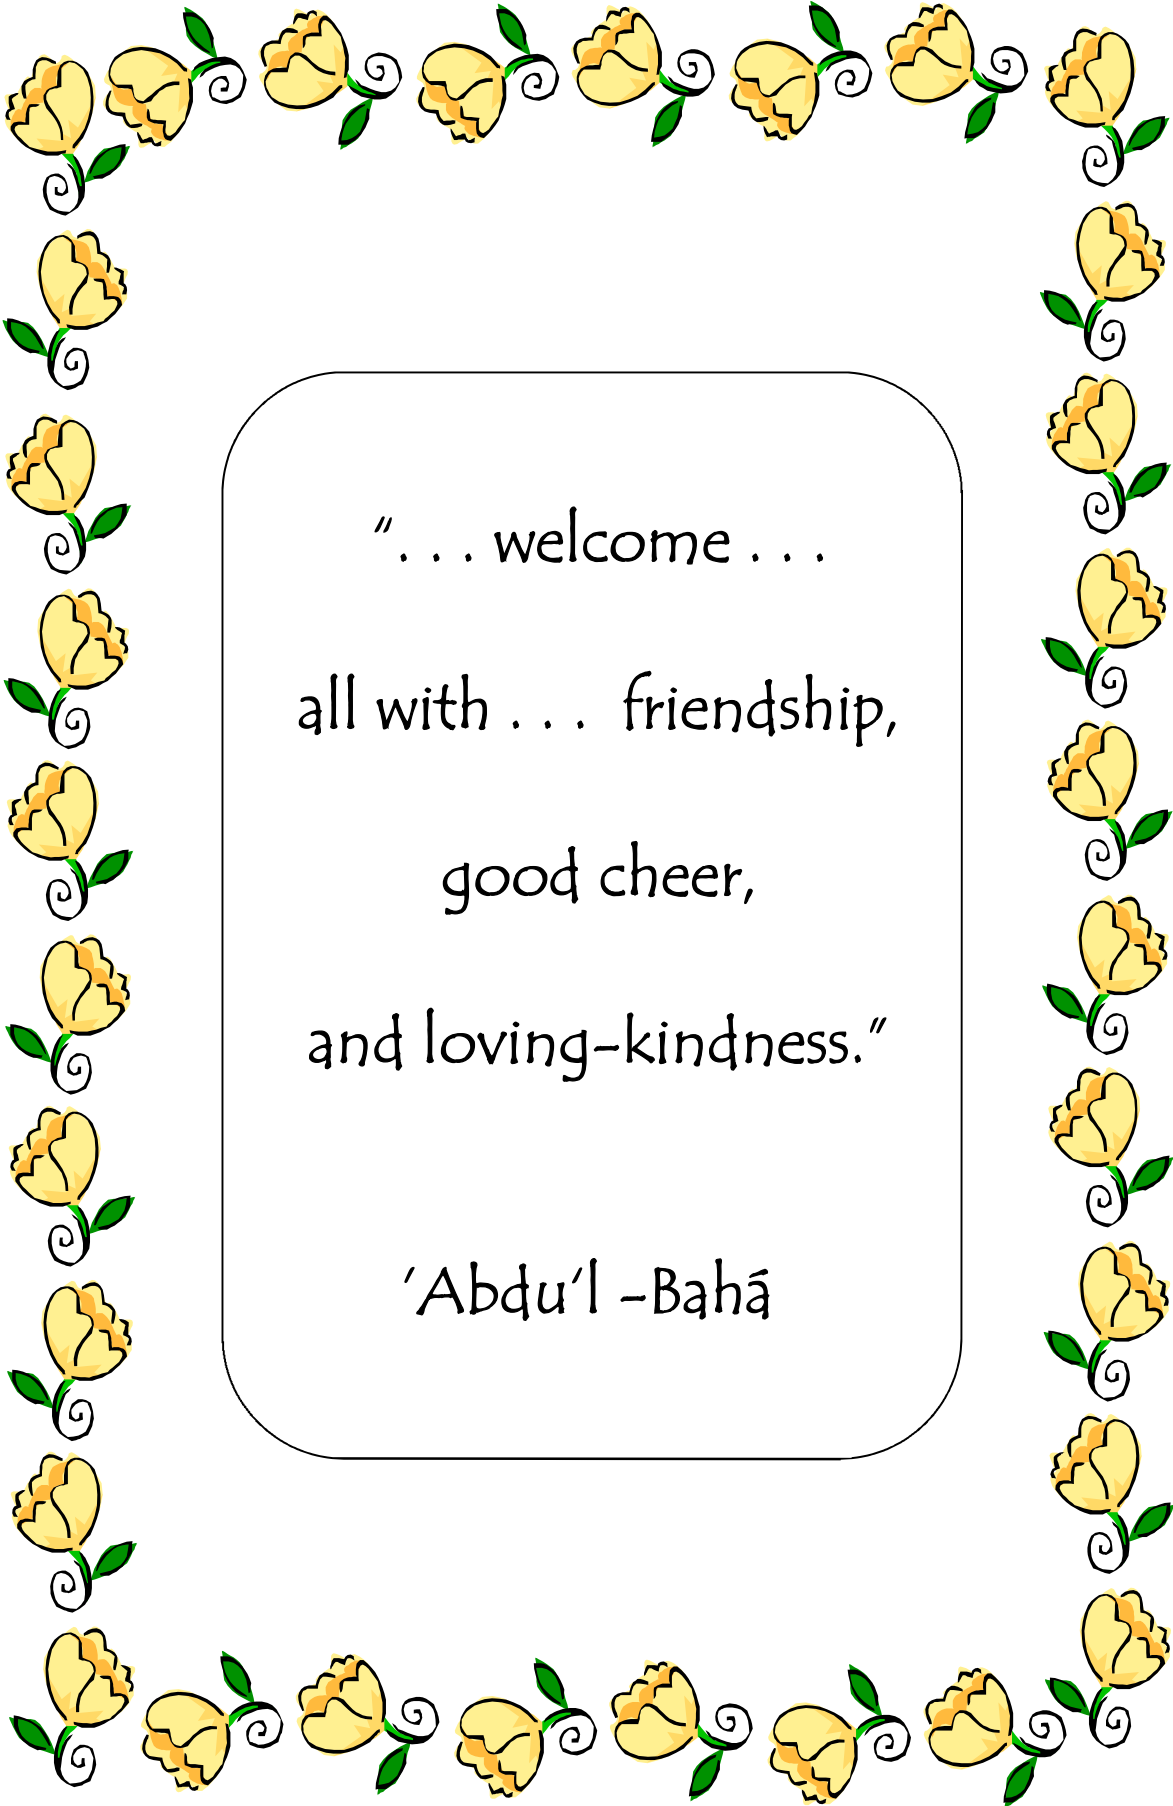 “. . . welcome . . .
all with . . .  friendship,
good cheer,
and loving-kindness.”
‘Abdu’l -Bahá